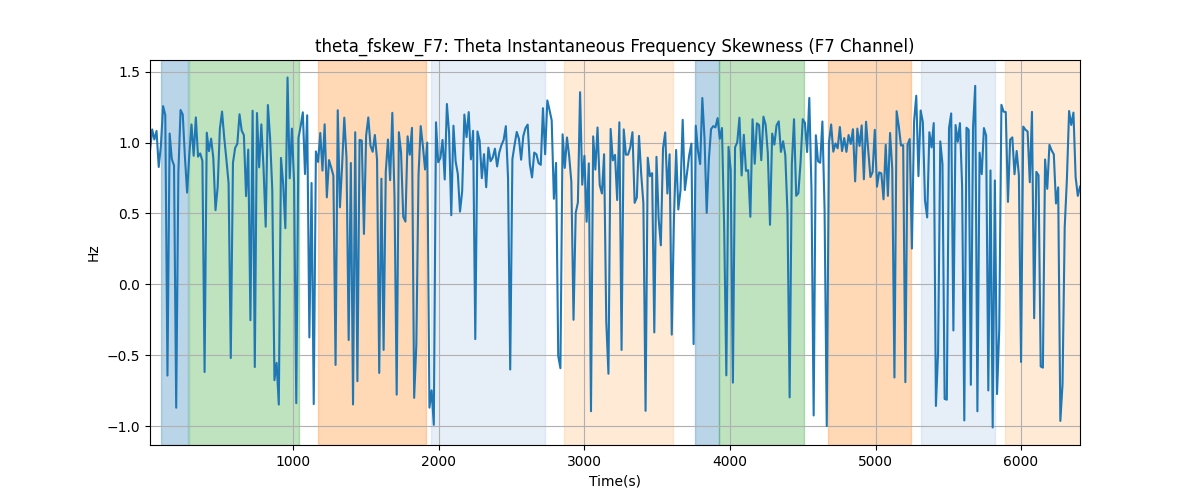 theta_fskew_F7: Theta Instantaneous Frequency Skewness (F7 Channel)
1.5
1.0
0.5
0.0
−0.5
−1.0
Hz
1000 2000 3000 4000 5000 6000
Time(s)